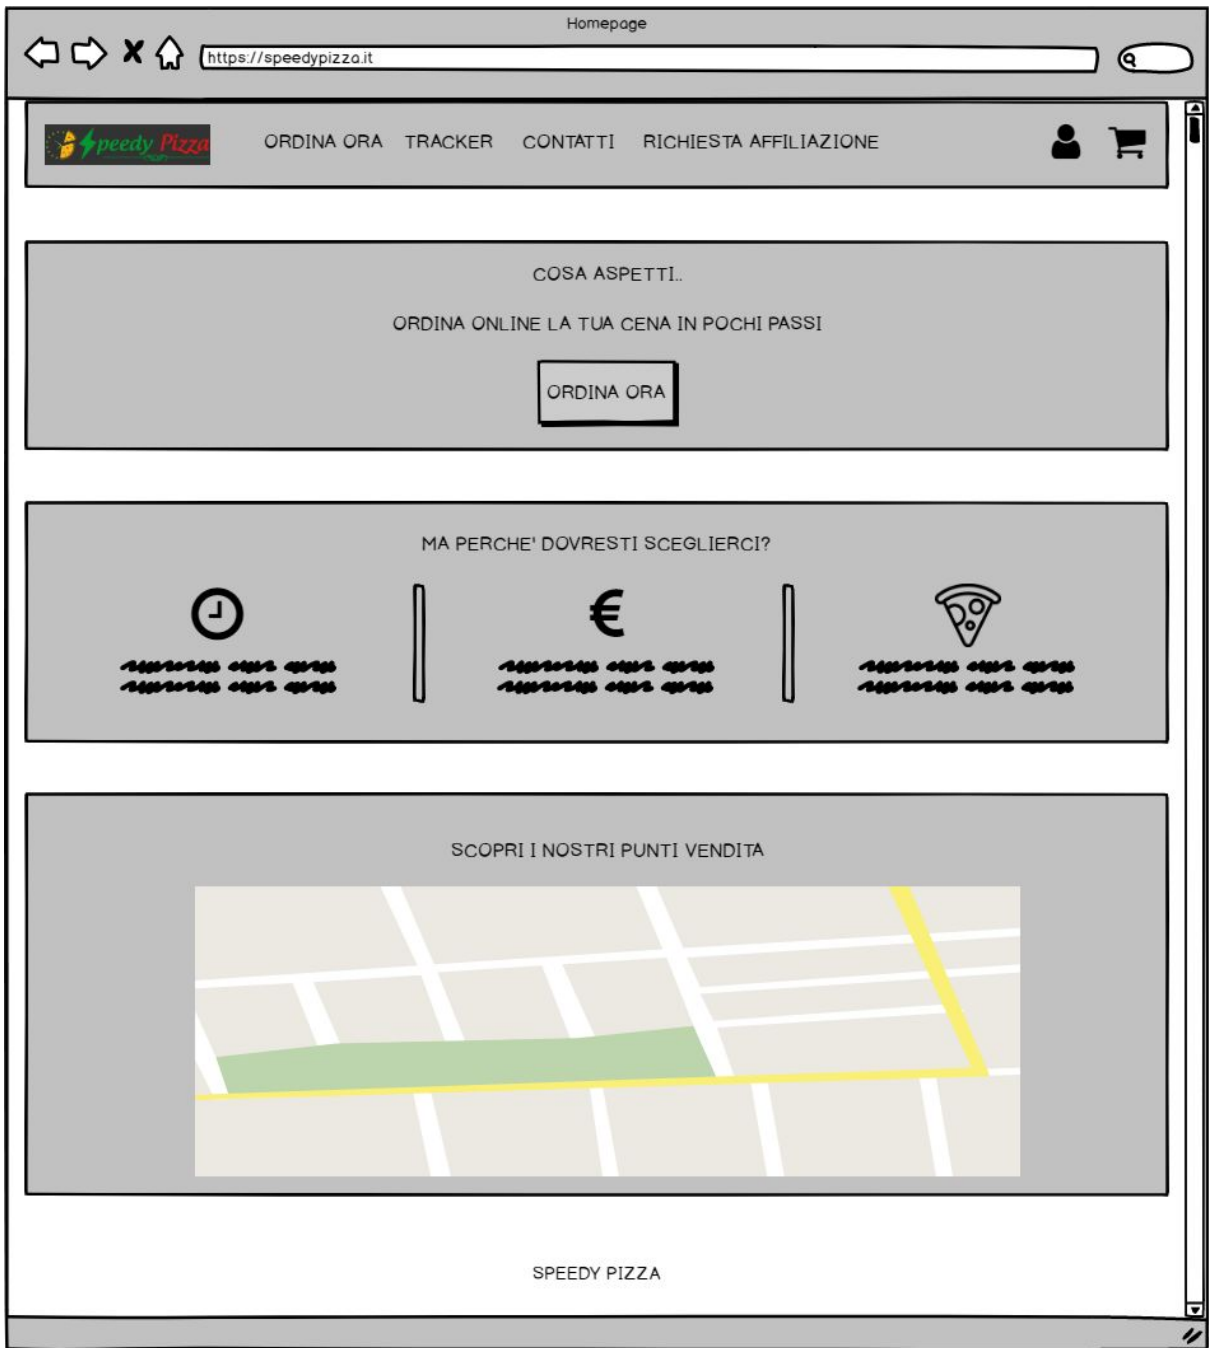 Homepage
https://speedypizza.it
Speedy Pizza
ORDINA ORA TRACKER CONTATTI RICHIESTA AFFILIAZIONE
COSA ASPETTI..
ORDINA ONLINE LA TUA CENA IN POCHI PASSI
ORDINA ORA
MA PERCHE' DOVRESTI SCEGLIERCI?
€
SCOPRI I NOSTRI PUNTI VENDITA
SPEEDY PIZZA